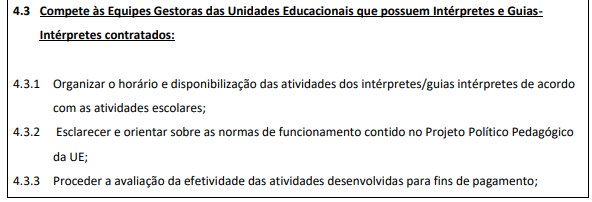 4.3 Compete às Equipes Gestoras das Unidades Educacionais que possuem Intérpretes e Guias-
Intérpretes contratados:
4.3.1 Organizar o horário e disponibilização das atividades dos intérpretes/guias intérpretes de acordo
com as atividades escolares;
4.3.2 Esclarecer e orientar sobre as normas de funcionamento contido no Projeto Político Pedagógico
da UE;
4.3.3 Proceder a avaliação da efetividade das atividades desenvolvidas para fins de pagamento;